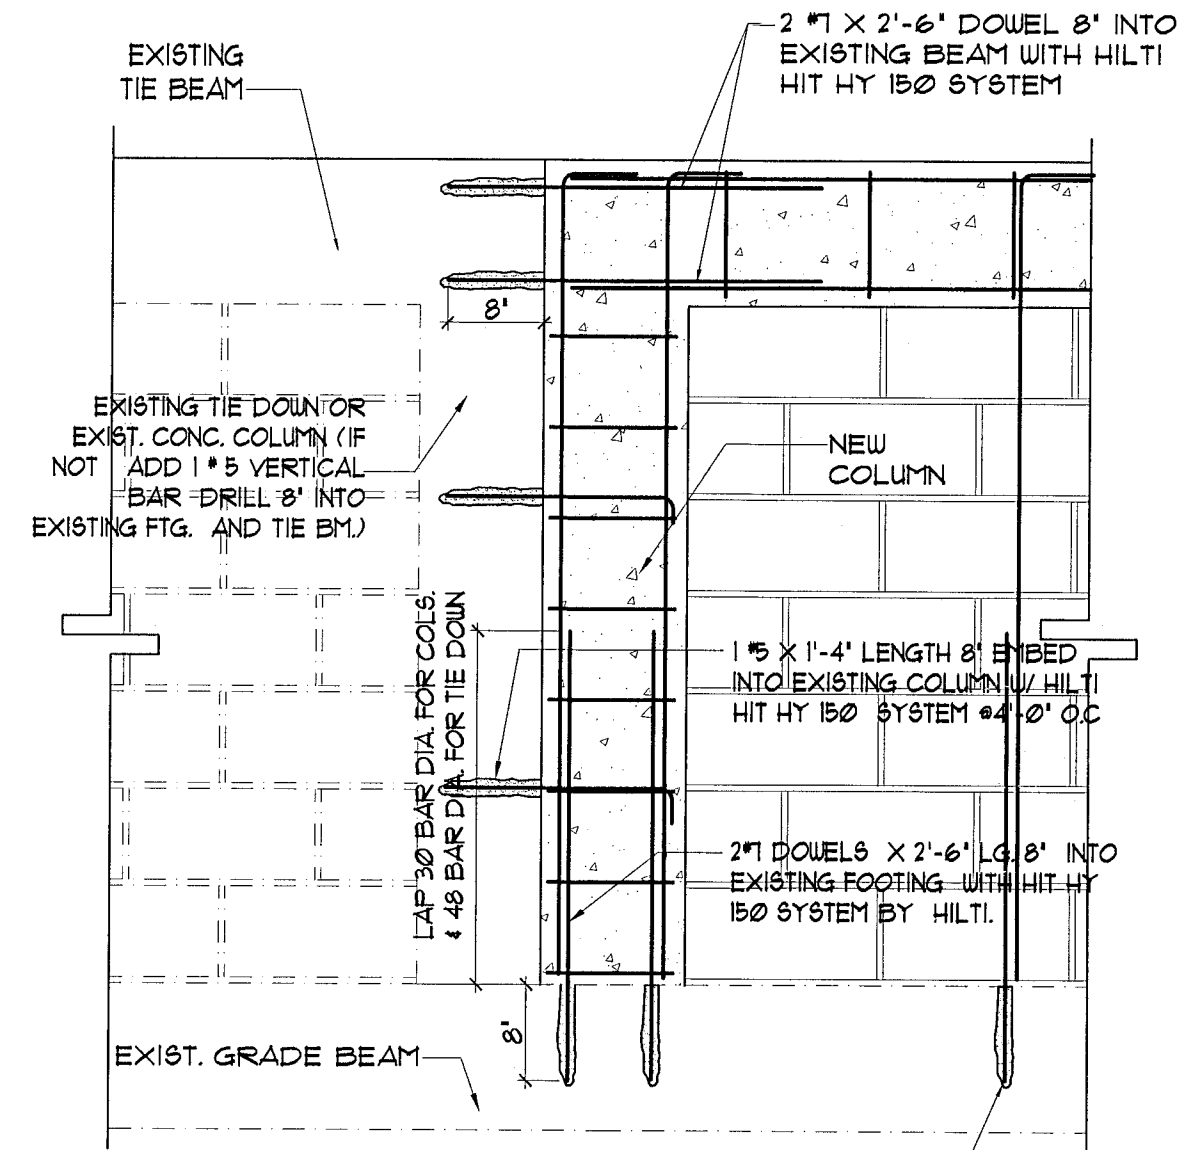 2 #7 X 2'-6" DOWEL 8" INTO
EXISTING BEAM WITH HILTI
HIT HY 150 SYSTEM
EXISTING
TIE BEAM
8"
EXISTING TIE DOWN OR
EXIST. CONC. COLUMN (IF
NOT ADD 1 #5 VERTICAL
BAR DRILL 8" INTO
EXISTING FTG. AND TIE BM.)
NEW
COLUMN
LAP 30 BAR DIA. FOR COLS.
& 48 BAR DIA. FOR TIE DOWN
1 #5 X 1'-4" LENGTH 8" EMBED
INTO EXISTING COLUMN W/ HILTI
HIT HY 150 SYSTEM @4'-0" O.C
2#7 DOWELS X 2'-6" LG. 8" INTO
EXISTING FOOTING WITH HIT HY
150 SYSTEM BY HILTI.
8"
EXIST. GRADE BEAM